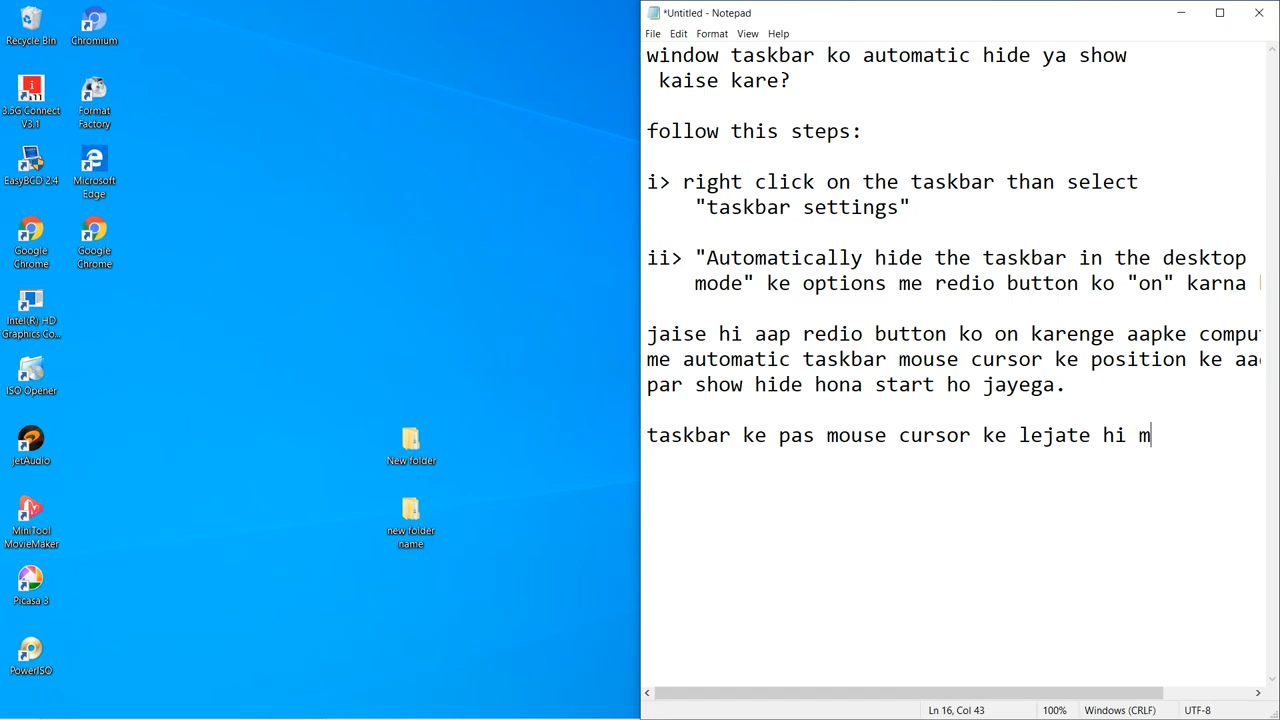 Recycle Bin
Chromium
3.5G Connect
V3.1
Format
Factory
EasyBCD 2.4
Microsoft
Edge
Google
Chrome
Google
Chrome
Intel(R) HD
Graphics Co...
ISO Opener
jetAudio
MiniTool
MovieMaker
Picasa 3
PowerISO
New folder
new folder
name
*Untitled - Notepad
File Edit Format View Help
window taskbar ko automatic hide ya show
kaise kare?
follow this steps:
i> right click on the taskbar than select
"taskbar settings"
ii> "Automatically hide the taskbar in the desktop
mode" ke options me redio button ko "on" karna
jaise hi aap redio button ko on karenge aapke
me automatic taskbar mouse cursor ke position ke
par show hide hona start ho jayega.
taskbar ke pas mouse cursor ke lejate hi m
Ln 16, Col 43
100%
Windows (CRLF)
UTF-8